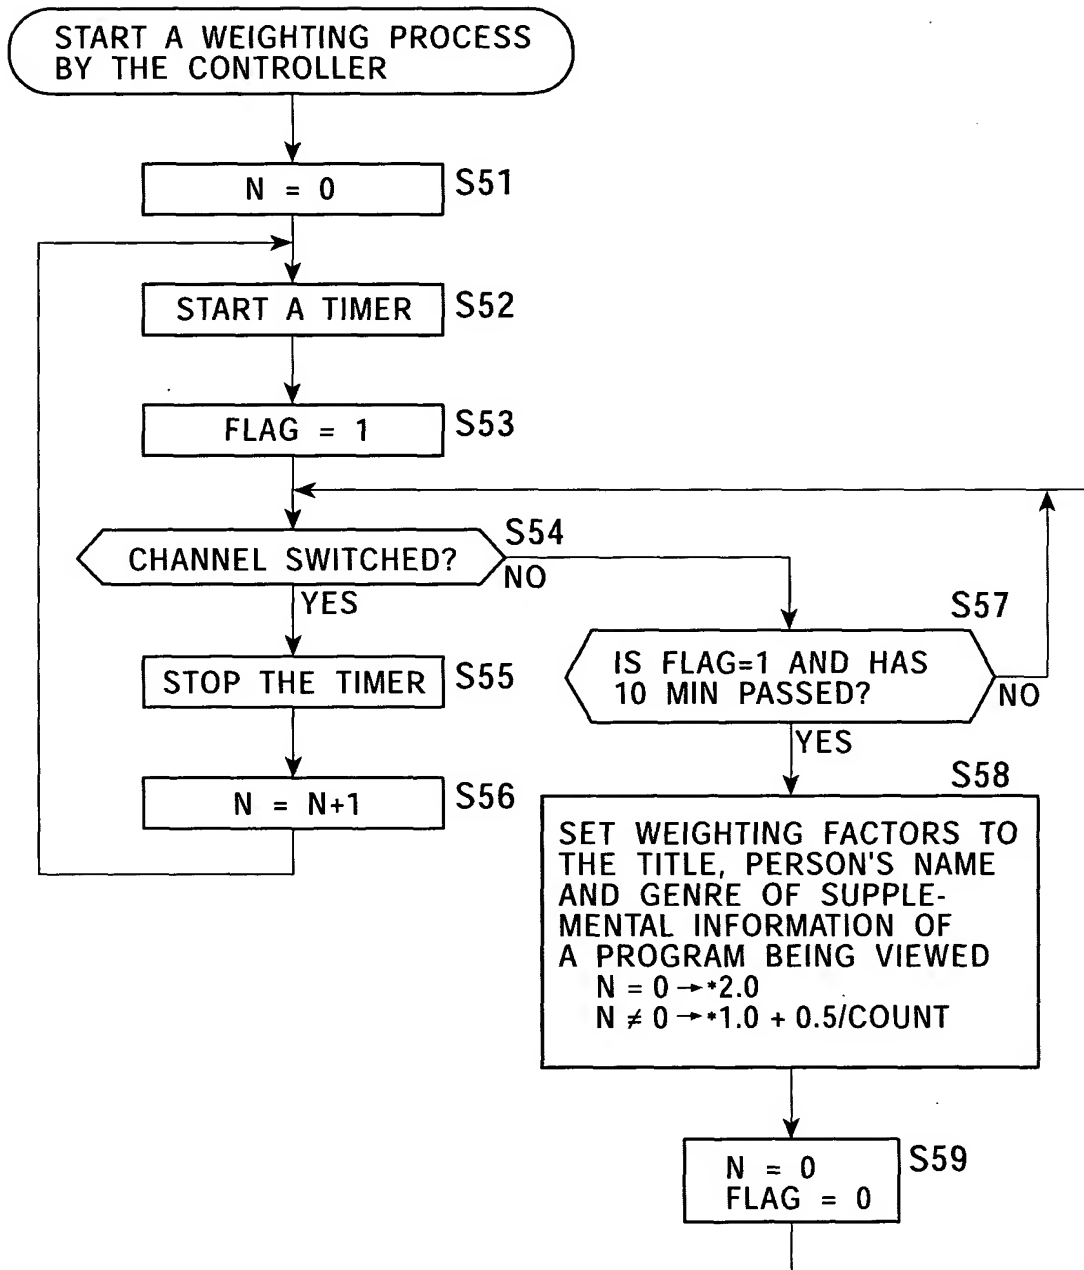 START A WEIGHTING PROCESS
BY THE CONTROLLER
N = 0
S51
START A TIMER
S52
FLAG = 1
S53
CHANNEL SWITCHED?
S54
NO
YES
STOP THE TIMER
S55
N = N+1
S56
S57
IS FLAG=1 AND HAS
10 MIN PASSED?
NO
YES
S58
SET WEIGHTING FACTORS TO
THE TITLE, PERSON'S NAME
AND GENRE OF SUPPLE-
MENTAL INFORMATION OF
A PROGRAM BEING VIEWED
N = 0 → *2.0
N ≠ 0 → *1.0 + 0.5/COUNT
S59
N = 0
FLAG = 0